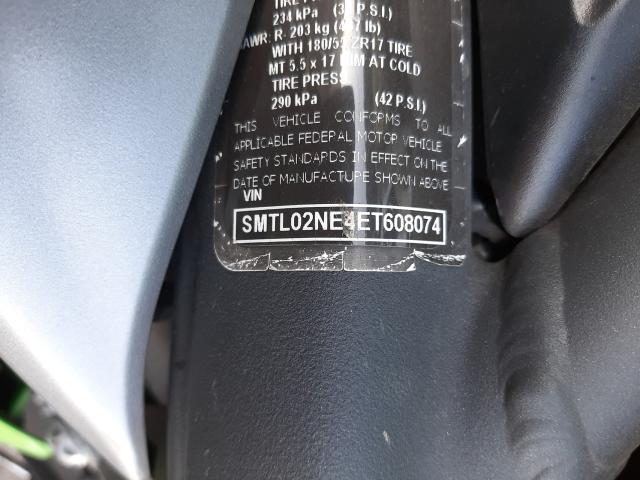 TIRE
234 kPa (3 P.S.I.)
R- 203 kg (4 7 lb)
WITH 180/55 ZR17 TIRE
MT 5.5 x 17 AT COLD
TIRE PRESS
290 kPa (42 P.S.I.)
THIS VEHICLE CONFORMS TO ALL
APPLICABLE FEDERAL MOTOR VEHICLE
SAFETY STANDARDS IN EFFECT ON THE
DATE OF MANUFACTURE SHOWN ABOVE
VIN
SMTL02NE4ET608074